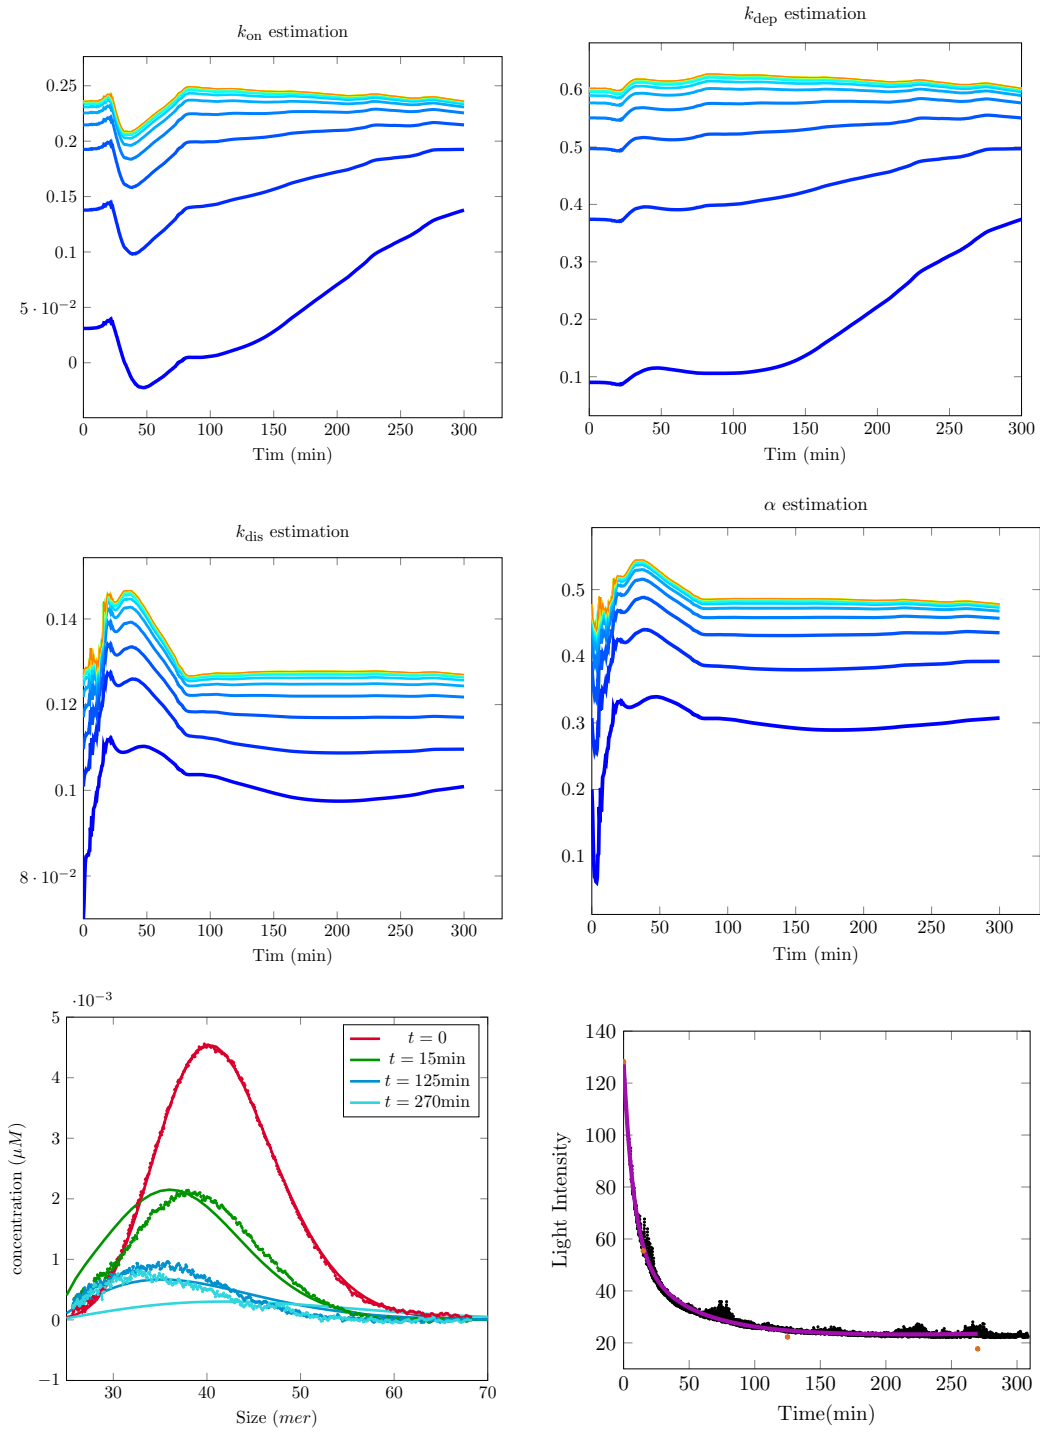 k_on estimation
0.25
0.2
0.15
0.1
5 · 10^−2
0
0 50 100 150 200 250 300
Tim (min)
k_dep estimation
0.6
0.5
0.4
0.3
0.2
0.1
0 50 100 150 200 250 300
Tim (min)
k_dis estimation
0.14
0.12
0.1
8 · 10^−2
0 50 100 150 200 250 300
Tim (min)
α estimation
0.5
0.4
0.3
0.2
0.1
0 50 100 150 200 250 300
Tim (min)
·10^−3
5
4
3
2
1
0
−1
concentration (μM)
t = 0
t = 15min
t = 125min
t = 270min
30 40 50 60 70
Size (mer)
140
120
100
80
60
40
20
Light Intensity
0 50 100 150 200 250 300
Time(min)